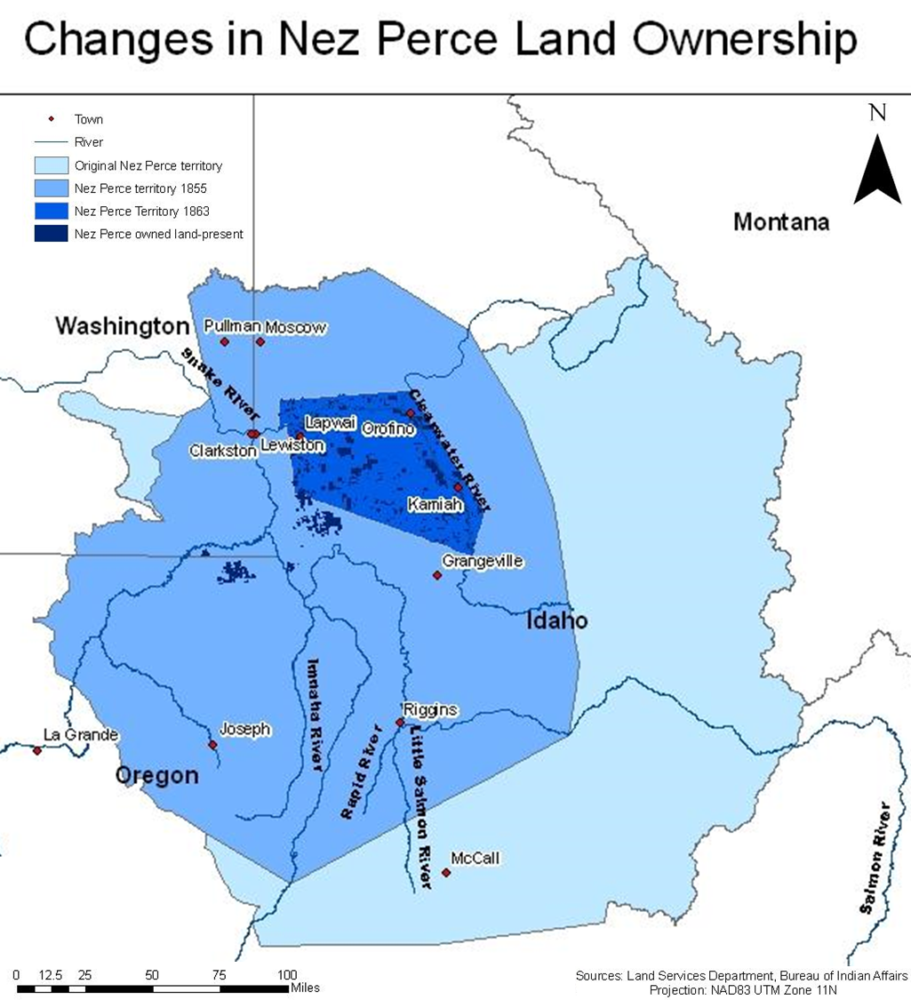 Changes in Nez Perce Land Ownership
Town
River
Original Nez Perce territory
Nez Perce territory 1855
Nez Perce Territory 1863
Nez Perce owned land-present
N
Montana
Washington
Pullman
Moscow
Snake River
Clearwater River
Lapwai
Orofino
Clarkston
Lewiston
Kamiah
Grangeville
Idaho
Imnaha River
Riggins
La Grande
Joseph
Oregon
Rapid River
Little Salmon River
McCall
Salmon River
0 12.5 25 50 75 100
Miles
Sources: Land Services Department, Bureau of Indian Affairs
Projection: NAD83 UTM Zone 11N